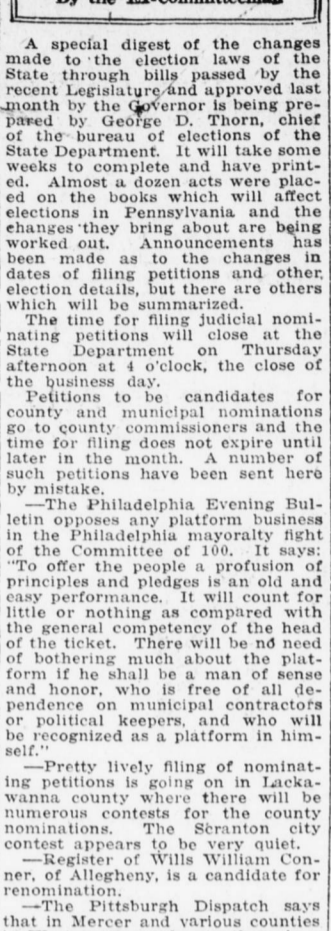 By the Ex-Committeeman
A special digest of the changes
made to the election laws of the
State through bills passed by the
recent Legislature and approved last
month by the Governor is being pre-
pared by George D. Thorn, chief
of the bureau of elections of the
State Department. It will take some
weeks to complete and have print-
ed. Almost a dozen acts were plac-
ed on the books which will affect
elections in Pennsylvania and the
changes they bring about are being
worked out. Announcements has
been made as to the changes in
dates of filing petitions and other
election details, but there are others
which will be summarized.
The time for filing judicial nomi-
nating petitions will close at the
State Department on Thursday
afternoon at 4 o'clock, the close of
the business day.
Petitions to be candidates for
county and municipal nominations
go to county commissioners and the
time for filing does not expire until
later in the month. A number of
such petitions have been sent here
by mistake.
—The Philadelphia Evening Bul-
letin opposes any platform business
in the Philadelphia mayoralty fight
of the Committee of 100. It says:
"To offer the people a profusion of
principles and pledges is an old and
easy performance. It will count for
little or nothing as compared with
the general competency of the head
of the ticket. There will be no need
of bothering much about the plat-
form if he shall be a man of sense
and honor, who is free of all de-
pendence on municipal contractors
or political keepers, and who will
be recognized as a platform in him-
self."
—Pretty lively filing of nominat-
ing petitions is going on in Lacka-
wanna county where there will be
numerous contests for the county
nominations. The Scranton city
contest appears to be very quiet.
—Register of Wills William Con-
ner, of Allegheny, is a candidate for
renomination.
—The Pittsburgh Dispatch says
that in Mercer and various counties